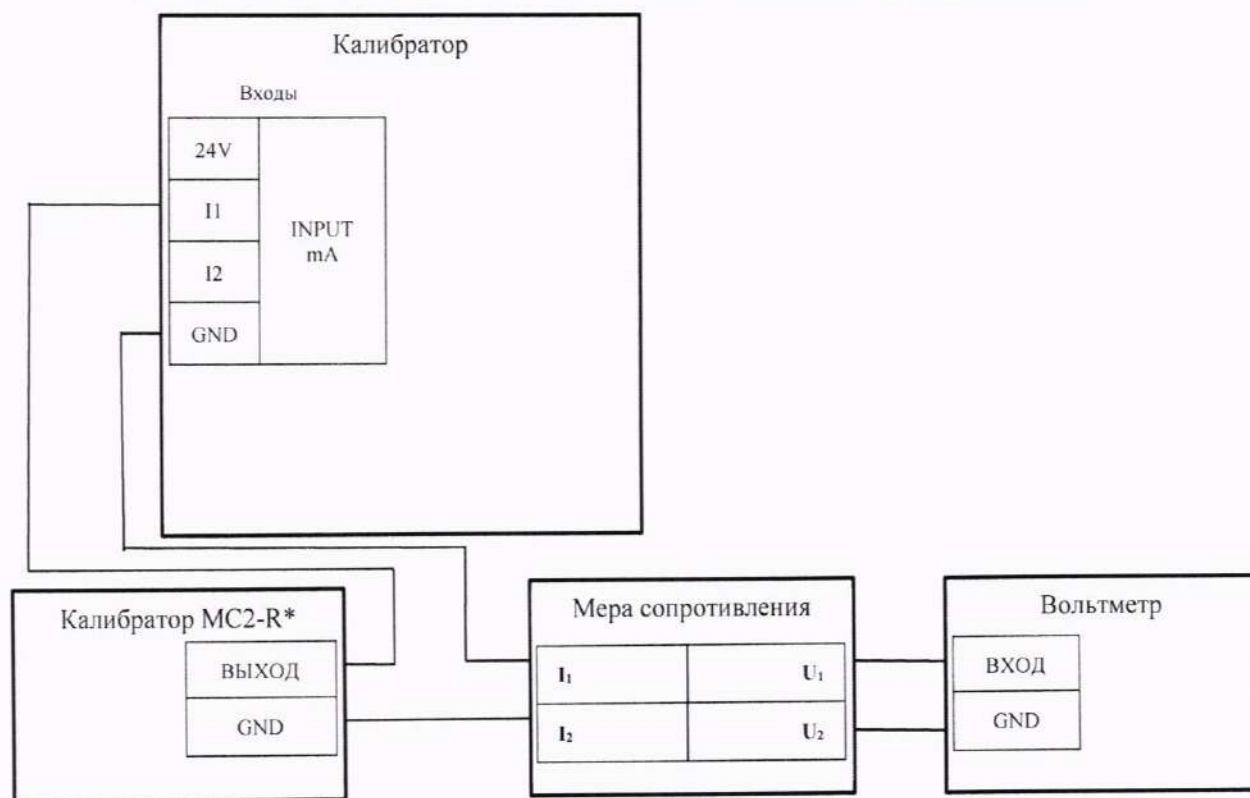 Калибратор
Входы
24V
I1
INPUT
mA
I2
GND
Калибратор МС2-R*
ВЫХОД
GND
Мера сопротивления
I₁
U₁
I₂
U₂
Вольтметр
ВХОД
GND